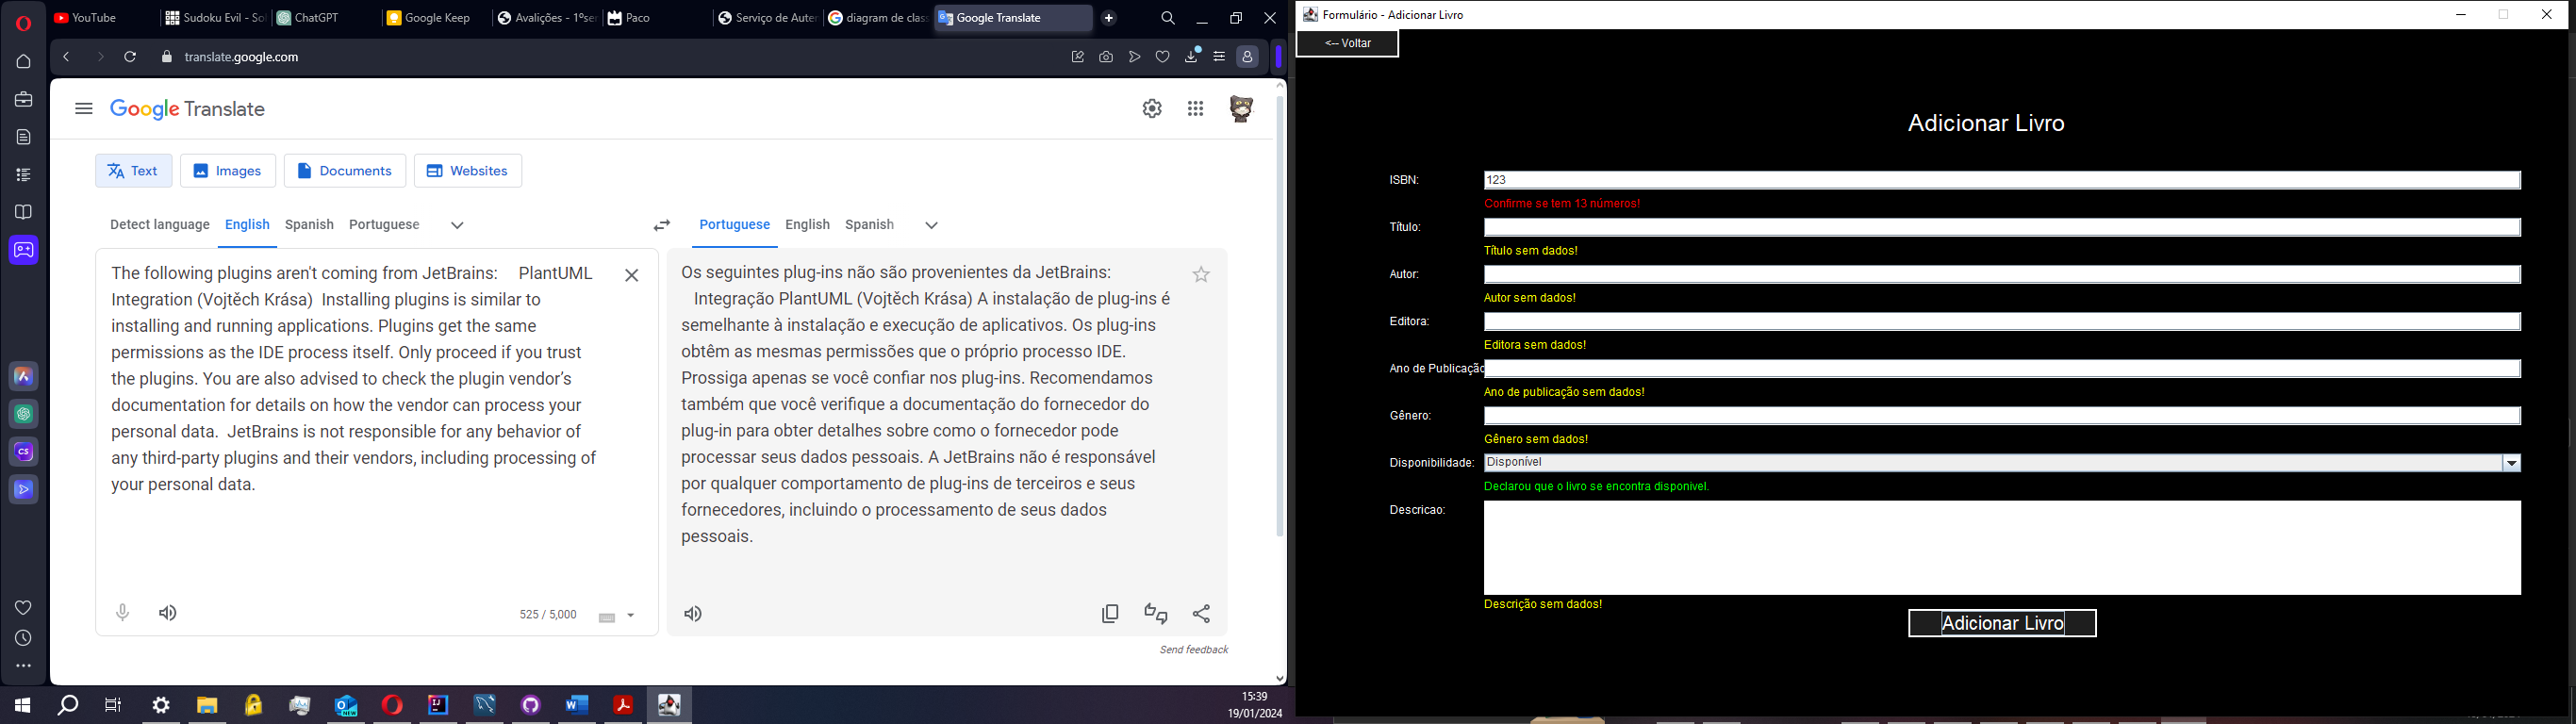 YouTube
Sudoku Evil - Sol
ChatGPT
Google Keep
Avalições - 1ºser
Paco
Serviço de Auter
diagram de clas
Google Translate
translate.google.com
Google Translate
Text
Images
Documents
Websites
Detect language
English
Spanish
Portuguese
Portuguese
English
Spanish
The following plugins aren't coming from JetBrains: PlantUML
Integration (Vojtěch Krása) Installing plugins is similar to
installing and running applications. Plugins get the same
permissions as the IDE process itself. Only proceed if you trust
the plugins. You are also advised to check the plugin vendor’s
documentation for details on how the vendor can process your
personal data. JetBrains is not responsible for any behavior of
any third-party plugins and their vendors, including processing of
your personal data.
525 / 5,000
Os seguintes plug-ins não são provenientes da JetBrains:
Integração PlantUML (Vojtěch Krása) A instalação de plug-ins é
semelhante à instalação e execução de aplicativos. Os plug-ins
obtêm as mesmas permissões que o próprio processo IDE.
Prossiga apenas se você confiar nos plug-ins. Recomendamos
também que você verifique a documentação do fornecedor do
plug-in para obter detalhes sobre como o fornecedor pode
processar seus dados pessoais. A JetBrains não é responsável
por qualquer comportamento de plug-ins de terceiros e seus
fornecedores, incluindo o processamento de seus dados
pessoais.
Send feedback
15:39
19/01/2024
Formulário - Adicionar Livro
<-- Voltar
Adicionar Livro
ISBN:
123
Confirme se tem 13 números!
Título:
Título sem dados!
Autor:
Autor sem dados!
Editora:
Editora sem dados!
Ano de Publicação
Ano de publicação sem dados!
Gênero:
Gênero sem dados!
Disponibilidade:
Disponível
Declarou que o livro se encontra disponivel.
Descricao:
Descrição sem dados!
Adicionar Livro